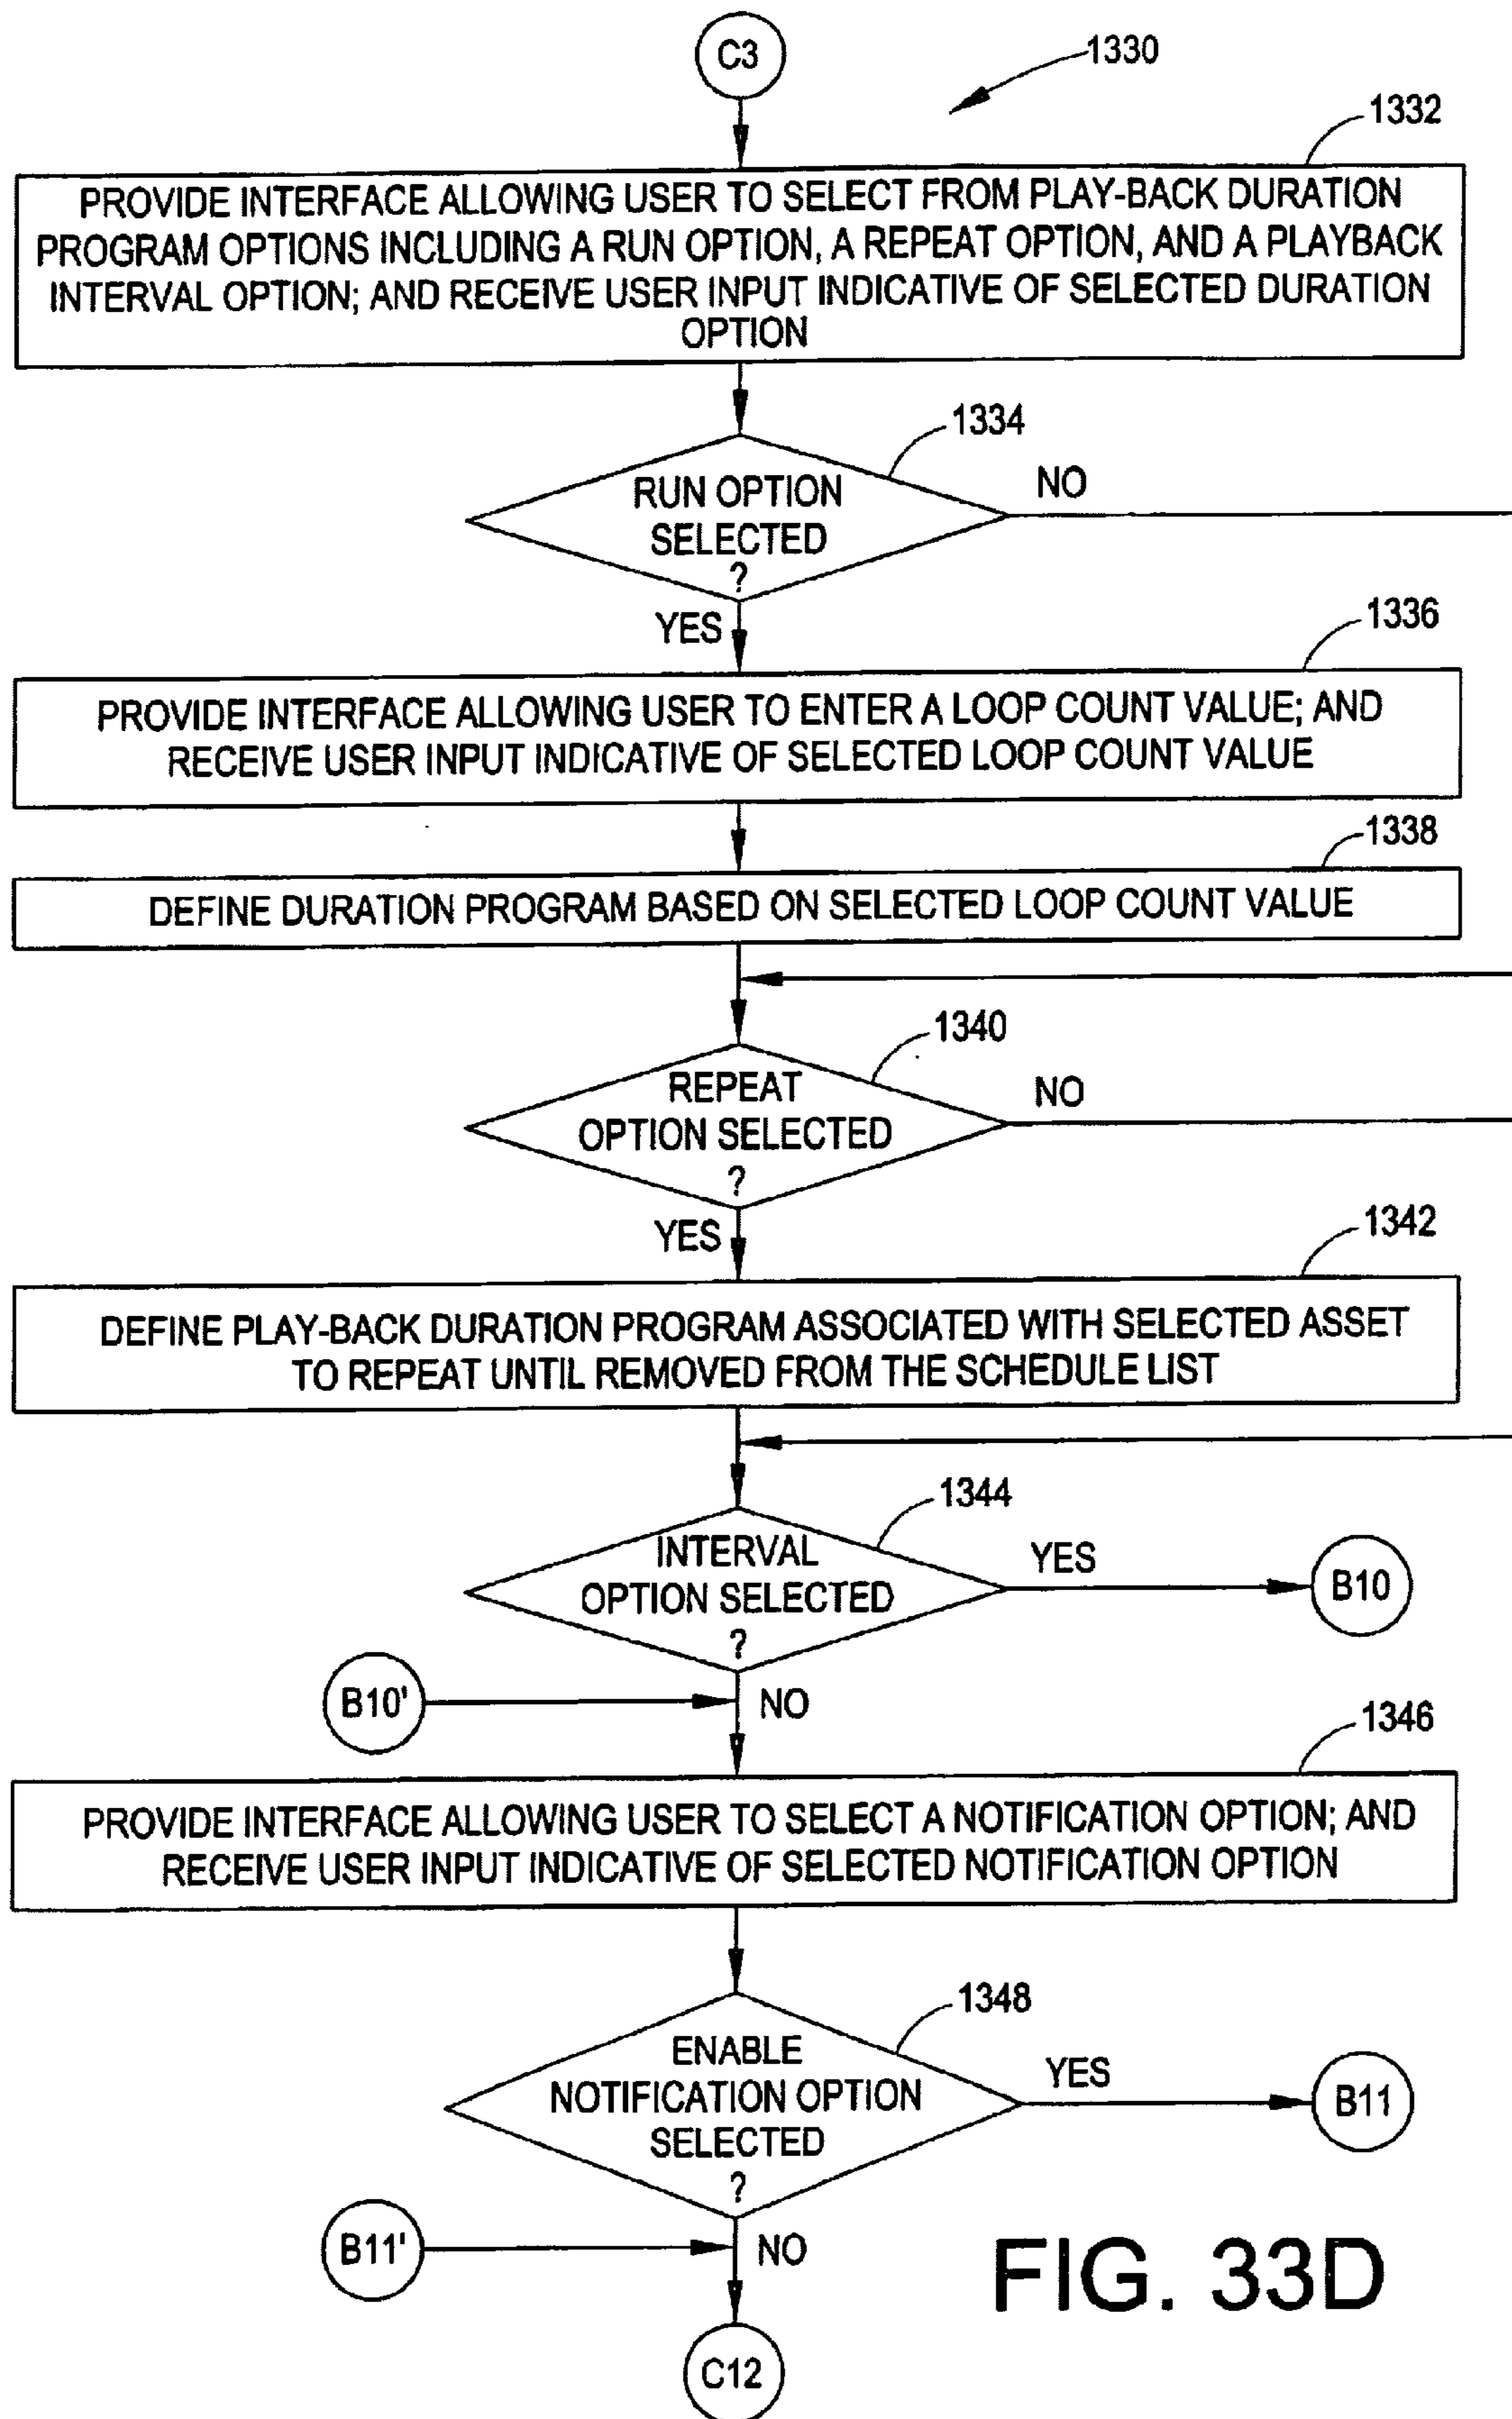 C3
1330
1332
PROVIDE INTERFACE ALLOWING USER TO SELECT FROM PLAY-BACK DURATION
PROGRAM OPTIONS INCLUDING A RUN OPTION, A REPEAT OPTION, AND A PLAYBACK
INTERVAL OPTION; AND RECEIVE USER INPUT INDICATIVE OF SELECTED DURATION
OPTION
1334
RUN OPTION
SELECTED
?
NO
YES
1336
PROVIDE INTERFACE ALLOWING USER TO ENTER A LOOP COUNT VALUE; AND
RECEIVE USER INPUT INDICATIVE OF SELECTED LOOP COUNT VALUE
1338
DEFINE DURATION PROGRAM BASED ON SELECTED LOOP COUNT VALUE
1340
REPEAT
OPTION SELECTED
?
NO
YES
1342
DEFINE PLAY-BACK DURATION PROGRAM ASSOCIATED WITH SELECTED ASSET
TO REPEAT UNTIL REMOVED FROM THE SCHEDULE LIST
1344
INTERVAL
OPTION SELECTED
?
YES
B10
B10'
NO
1346
PROVIDE INTERFACE ALLOWING USER TO SELECT A NOTIFICATION OPTION; AND
RECEIVE USER INPUT INDICATIVE OF SELECTED NOTIFICATION OPTION
1348
ENABLE
NOTIFICATION OPTION
SELECTED
?
YES
B11
B11'
NO
C12
FIG. 33D